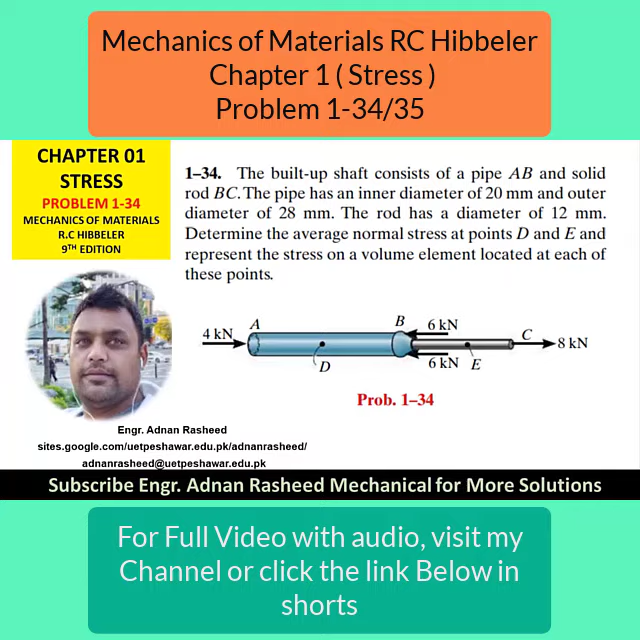 Mechanics of Materials RC Hibbeler
Chapter 1 ( Stress )
Problem 1-34/35
CHAPTER 01
STRESS
PROBLEM 1-34
MECHANICS OF MATERIALS
R.C HIBBELER
9TH EDITION
1–34. The built-up shaft consists of a pipe AB and solid
rod BC. The pipe has an inner diameter of 20 mm and outer
diameter of 28 mm. The rod has a diameter of 12 mm.
Determine the average normal stress at points D and E and
represent the stress on a volume element located at each of
these points.
4 kN
A
B
6 kN
C
8 kN
D
6 kN
E
Prob. 1–34
Engr. Adnan Rasheed
sites.google.com/uetpeshawar.edu.pk/adnanrasheed/
adnanrasheed@uetpeshawar.edu.pk
Subscribe Engr. Adnan Rasheed Mechanical for More Solutions
For Full Video with audio, visit my
Channel or click the link Below in
shorts